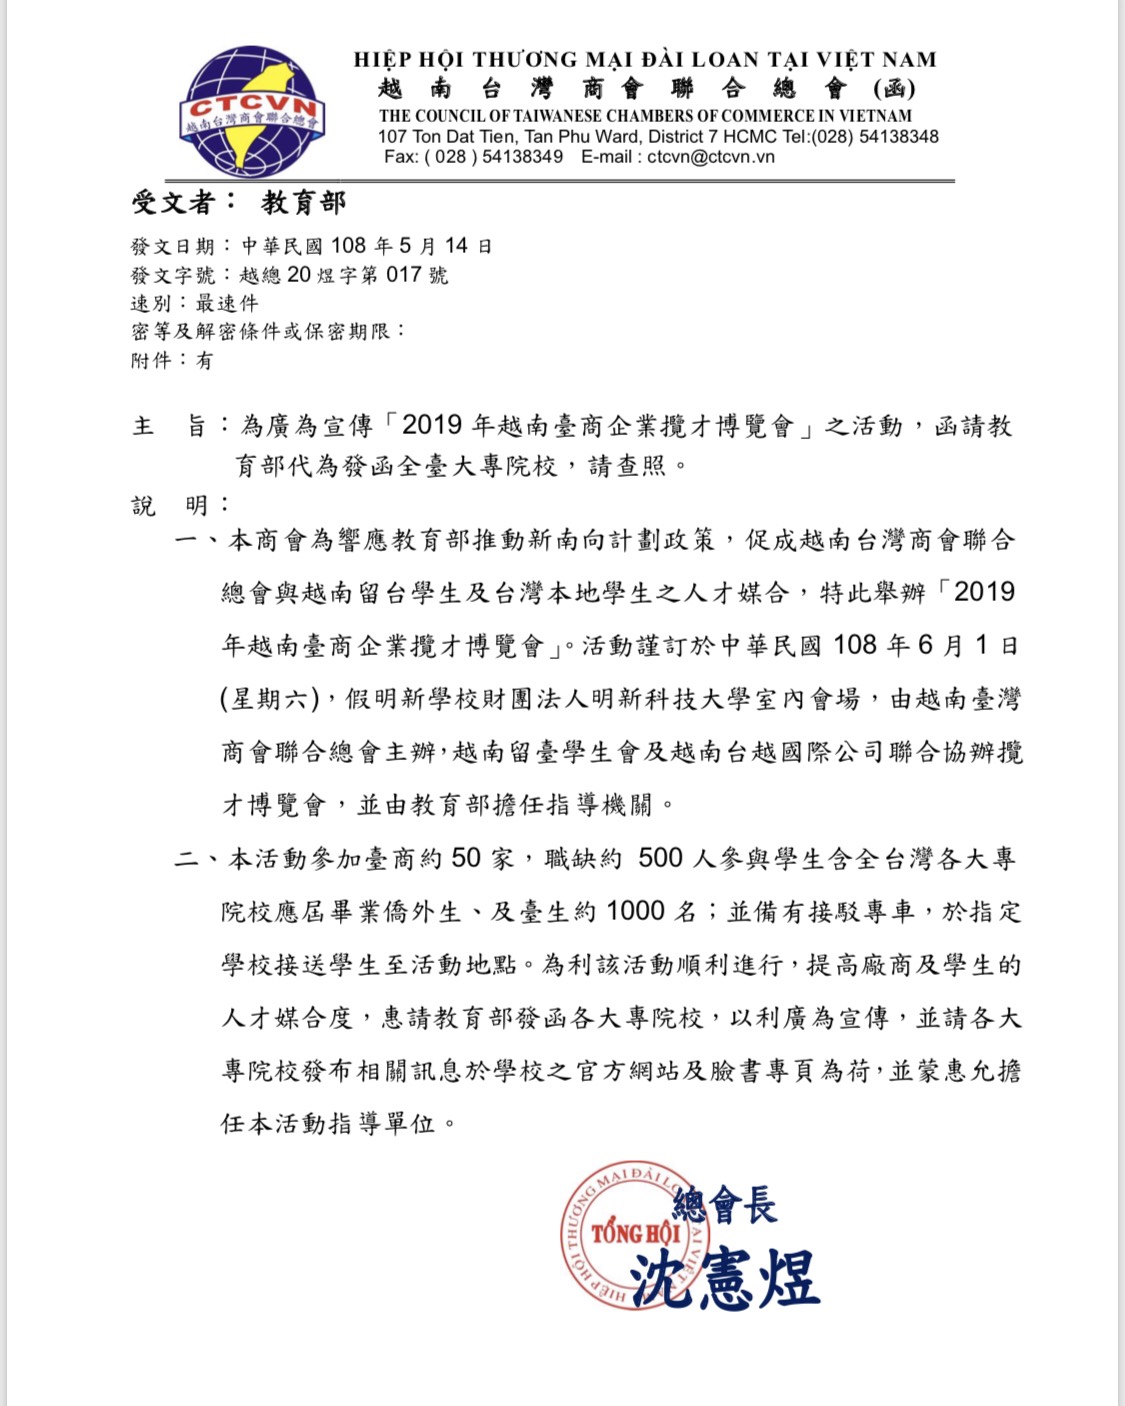 CTCVN
越南台灣商會聯合總會
HIỆP HỘI THƯƠNG MẠI ĐÀI LOAN TẠI VIỆT NAM
越 南 台 灣 商 會 聯 合 總 會 (函)
THE COUNCIL OF TAIWANESE CHAMBERS OF COMMERCE IN VIETNAM
107 Ton Dat Tien, Tan Phu Ward, District 7 HCMC Tel:(028) 54138348
Fax: ( 028 ) 54138349 E-mail : ctcvn@ctcvn.vn
受文者： 教育部
發文日期：中華民國 108 年 5 月 14 日
發文字號：越總 20 煜字第 017 號
速別：最速件
密等及解密條件或保密期限：
附件：有
主 旨：為廣為宣傳「2019 年越南臺商企業攬才博覽會」之活動，函請教
育部代為發函全臺大專院校，請查照。
說 明：
一、本商會為響應教育部推動新南向計劃政策，促成越南台灣商會聯合
總會與越南留台學生及台灣本地學生之人才媒合，特此舉辦「2019
年越南臺商企業攬才博覽會」。活動謹訂於中華民國 108 年 6 月 1 日
(星期六)，假明新學校財團法人明新科技大學室內會場，由越南臺灣
商會聯合總會主辦，越南留臺學生會及越南台越國際公司聯合協辦攬
才博覽會，並由教育部擔任指導機關。
二、本活動參加臺商約 50 家，職缺約 500 人參與學生含全台灣各大專
院校應屆畢業僑外生、及臺生約 1000 名；並備有接駁專車，於指定
學校接送學生至活動地點。為利該活動順利進行，提高廠商及學生的
人才媒合度，惠請教育部發函各大專院校，以利廣為宣傳，並請各大
專院校發布相關訊息於學校之官方網站及臉書專頁為荷，並蒙惠允擔
任本活動指導單位。
HIỆP HỘI THƯƠNG MẠI ĐÀI LO
TẠI VIỆT NAM
TỔNG HỘI
總會長
沈憲煜